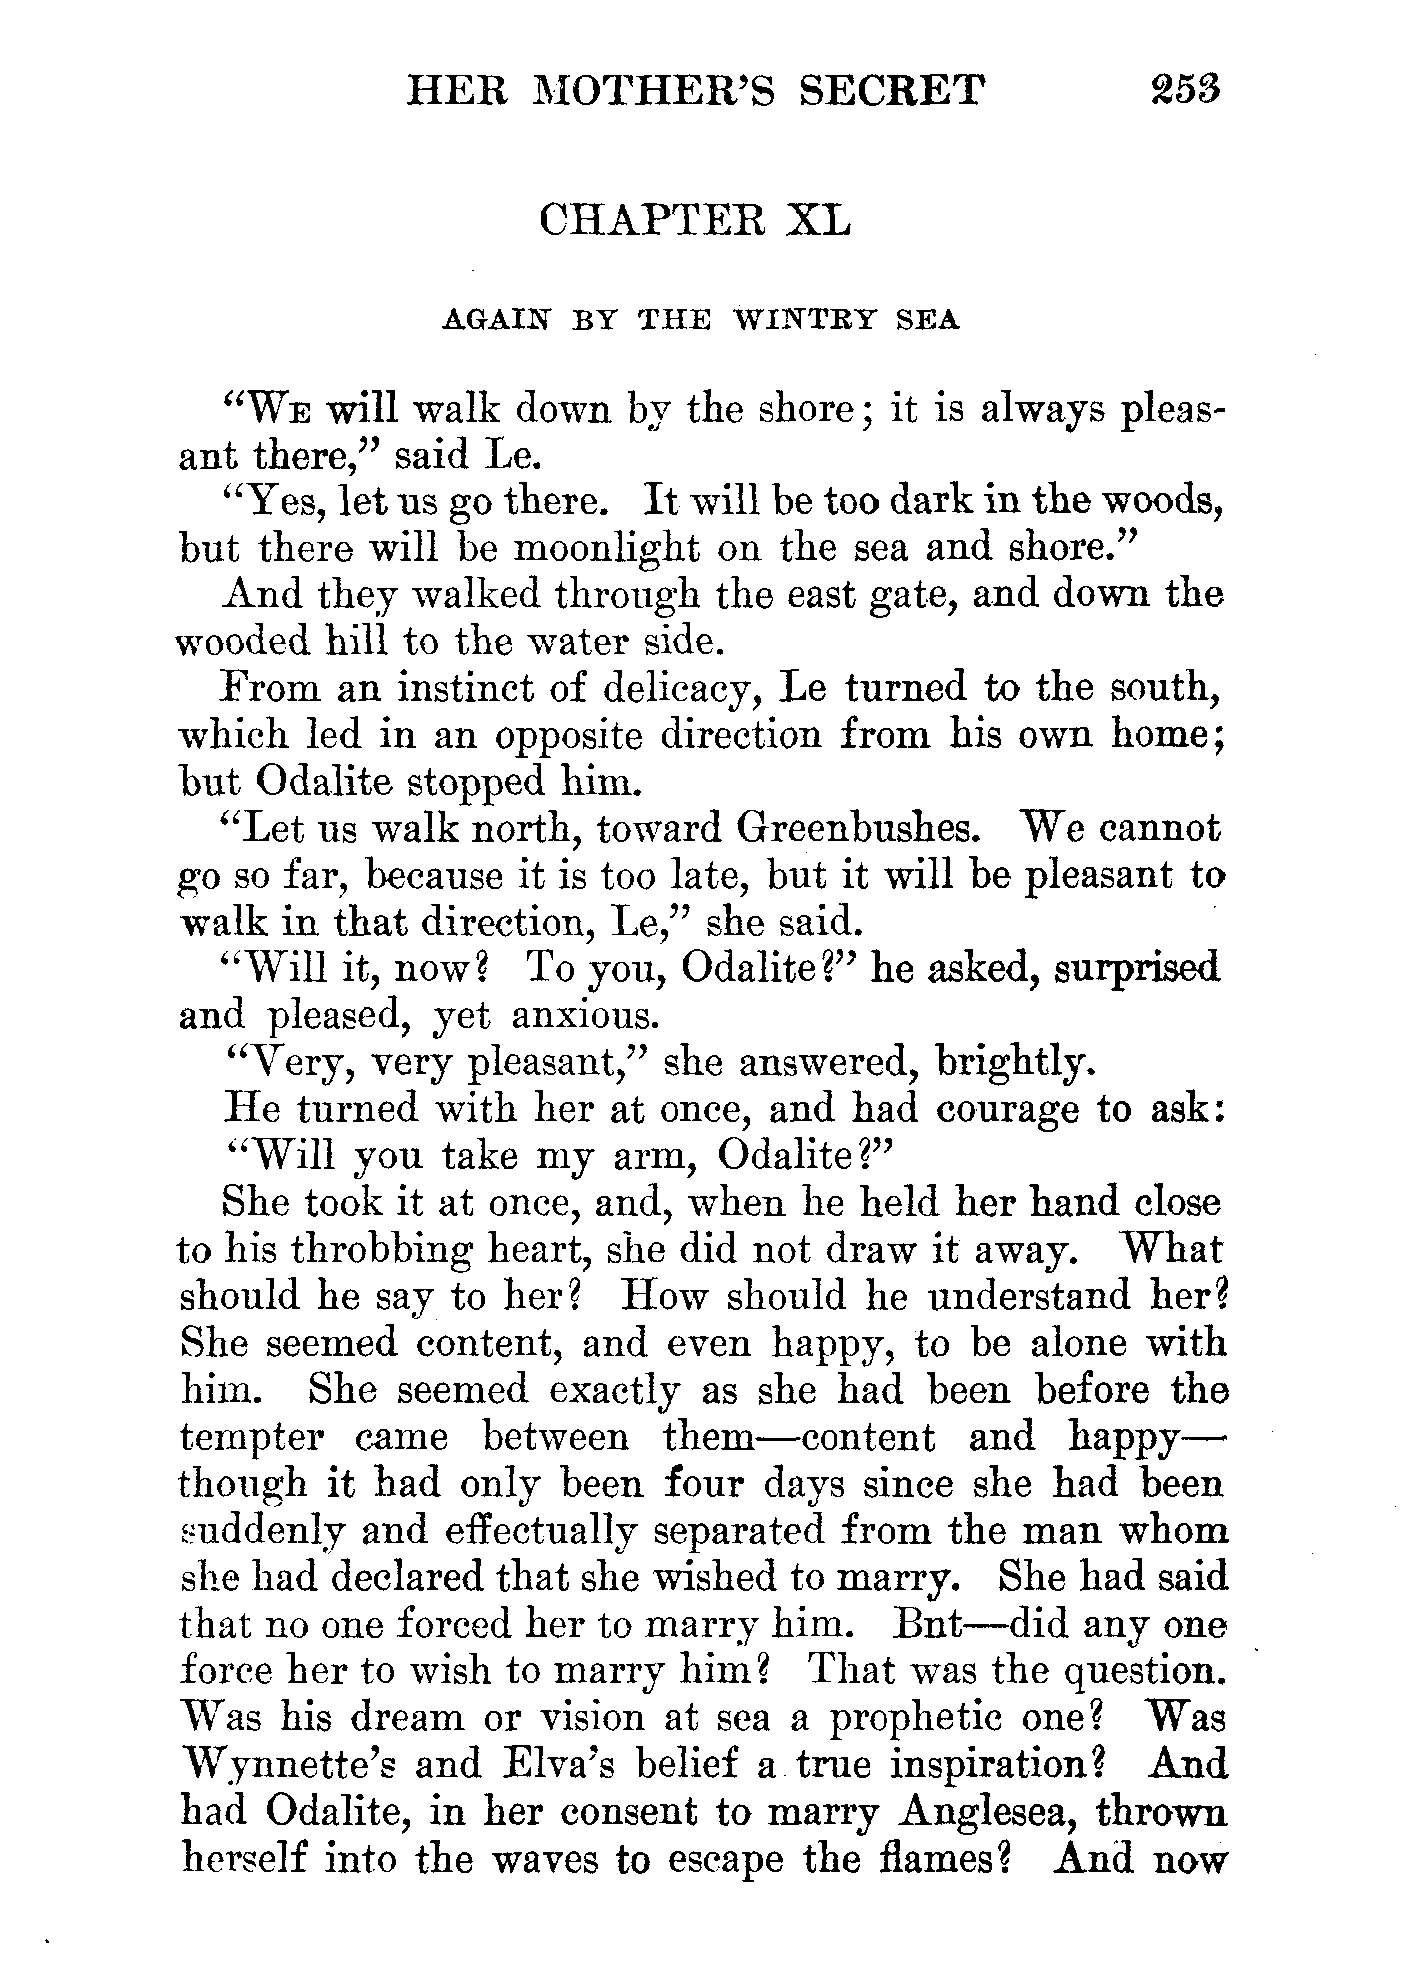 HER MOTHER'S SECRET 253
CHAPTER XL
AGAIN BY THE WINTRY SEA
"WE will walk down by the shore; it is always pleas-
ant there," said Le.
"Yes, let us go there. It will be too dark in the woods,
but there will be moonlight on the sea and shore."
And they walked through the east gate, and down the
wooded hill to the water side.
From an instinct of delicacy, Le turned to the south,
which led in an opposite direction from his own home;
but Odalite stopped him.
"Let us walk north, toward Greenbushes. We cannot
go so far, because it is too late, but it will be pleasant to
walk in that direction, Le," she said.
"Will it, now? To you, Odalite?" he asked, surprised
and pleased, yet anxious.
"Very, very pleasant," she answered, brightly.
He turned with her at once, and had courage to ask:
"Will you take my arm, Odalite?"
She took it at once, and, when he held her hand close
to his throbbing heart, she did not draw it away. What
should he say to her? How should he understand her?
She seemed content, and even happy, to be alone with
him. She seemed exactly as she had been before the
tempter came between them—content and happy—
though it had only been four days since she had been
suddenly and effectually separated from the man whom
she had declared that she wished to marry. She had said
that no one forced her to marry him. Bnt—did any one
force her to wish to marry him? That was the question.
Was his dream or vision at sea a prophetic one? Was
Wynnette's and Elva's belief a true inspiration? And
had Odalite, in her consent to marry Anglesea, thrown
herself into the waves to escape the flames? And now